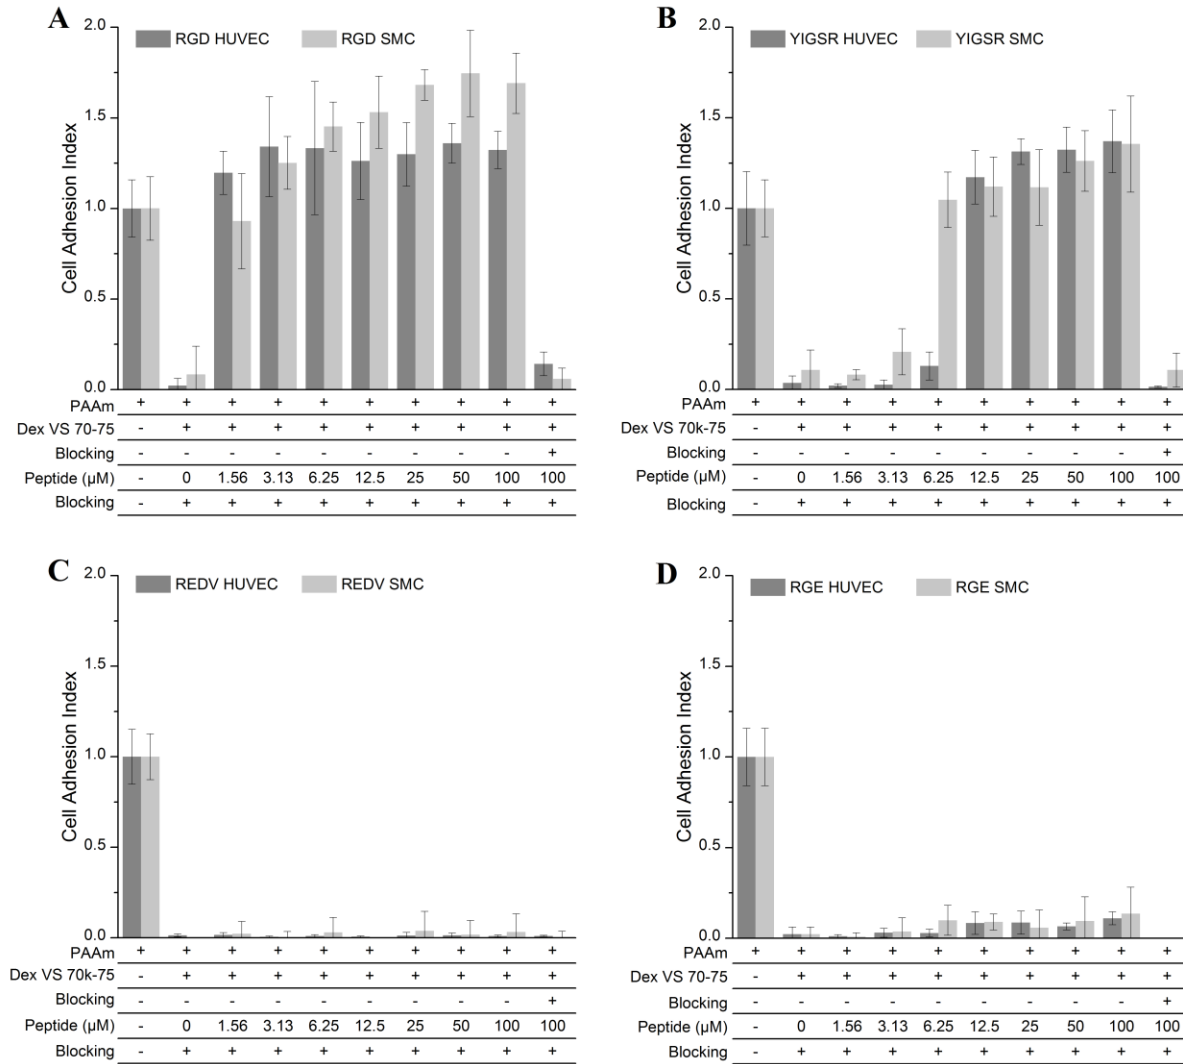 A
2.0
RGD HUVEC RGD SMC
1.5
1.0
0.5
0.0
Cell Adhesion Index
PAAm + + + + + + + + + +
Dex VS 70-75 - + + + + + + + + +
Blocking - - - - - - - - - +
Peptide (μM) - 0 1.56 3.13 6.25 12.5 25 50 100 100
Blocking - + + + + + + + + +
B
2.0
YIGSR HUVEC YIGSR SMC
1.5
1.0
0.5
0.0
Cell Adhesion Index
PAAm + + + + + + + + + +
Dex VS 70k-75 - + + + + + + + + +
Blocking - - - - - - - - - +
Peptide (μM) - 0 1.56 3.13 6.25 12.5 25 50 100 100
Blocking - + + + + + + + + +
C
2.0
REDV HUVEC REDV SMC
1.5
1.0
0.5
0.0
Cell Adhesion Index
PAAm + + + + + + + + + +
Dex VS 70k-75 - + + + + + + + + +
Blocking - - - - - - - - - +
Peptide (μM) - 0 1.56 3.13 6.25 12.5 25 50 100 100
Blocking - + + + + + + + + +
D
2.0
RGE HUVEC RGE SMC
1.5
1.0
0.5
0.0
Cell Adhesion Index
PAAm + + + + + + + + + +
Dex VS 70-75 - + + + + + + + + +
Blocking - - - - - - - - - +
Peptide (μM) - 0 1.56 3.13 6.25 12.5 25 50 100 100
Blocking - + + + + + + + + +